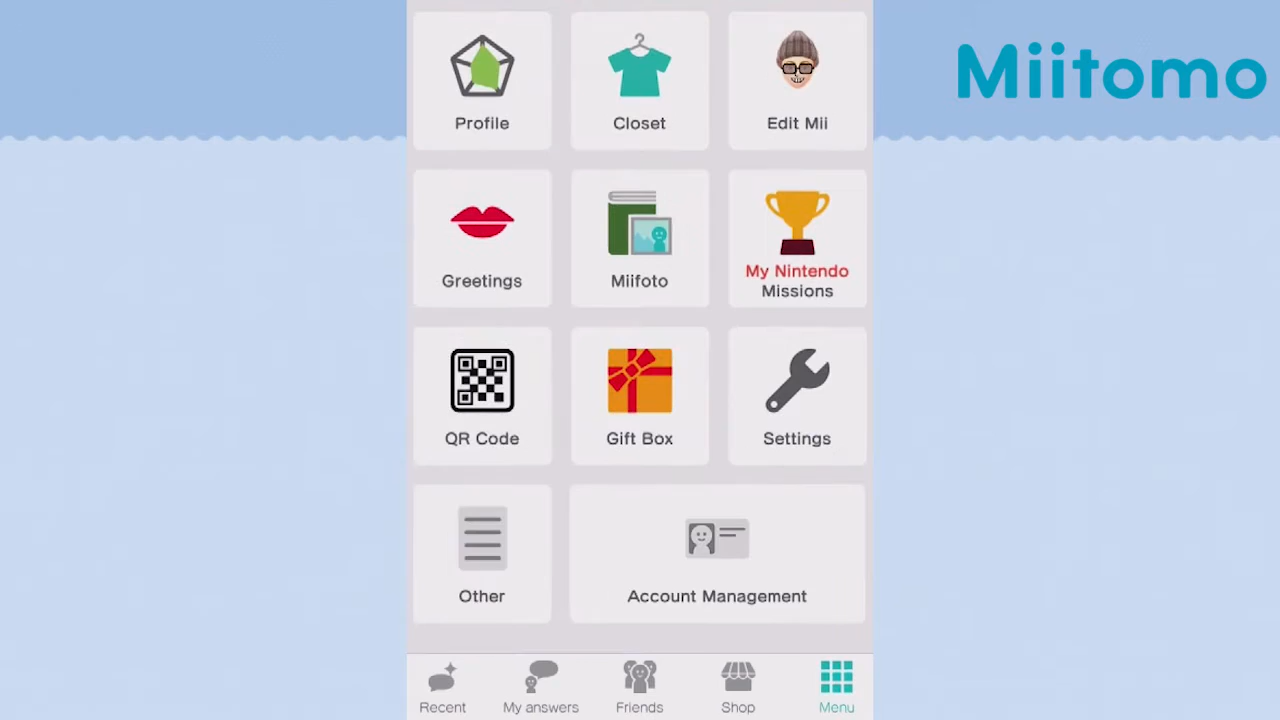 Miitomo
Profile
Closet
Edit Mii
Greetings
Miifoto
My Nintendo
Missions
QR Code
Gift Box
Settings
Other
Account Management
Recent
My answers
Friends
Shop
Menu